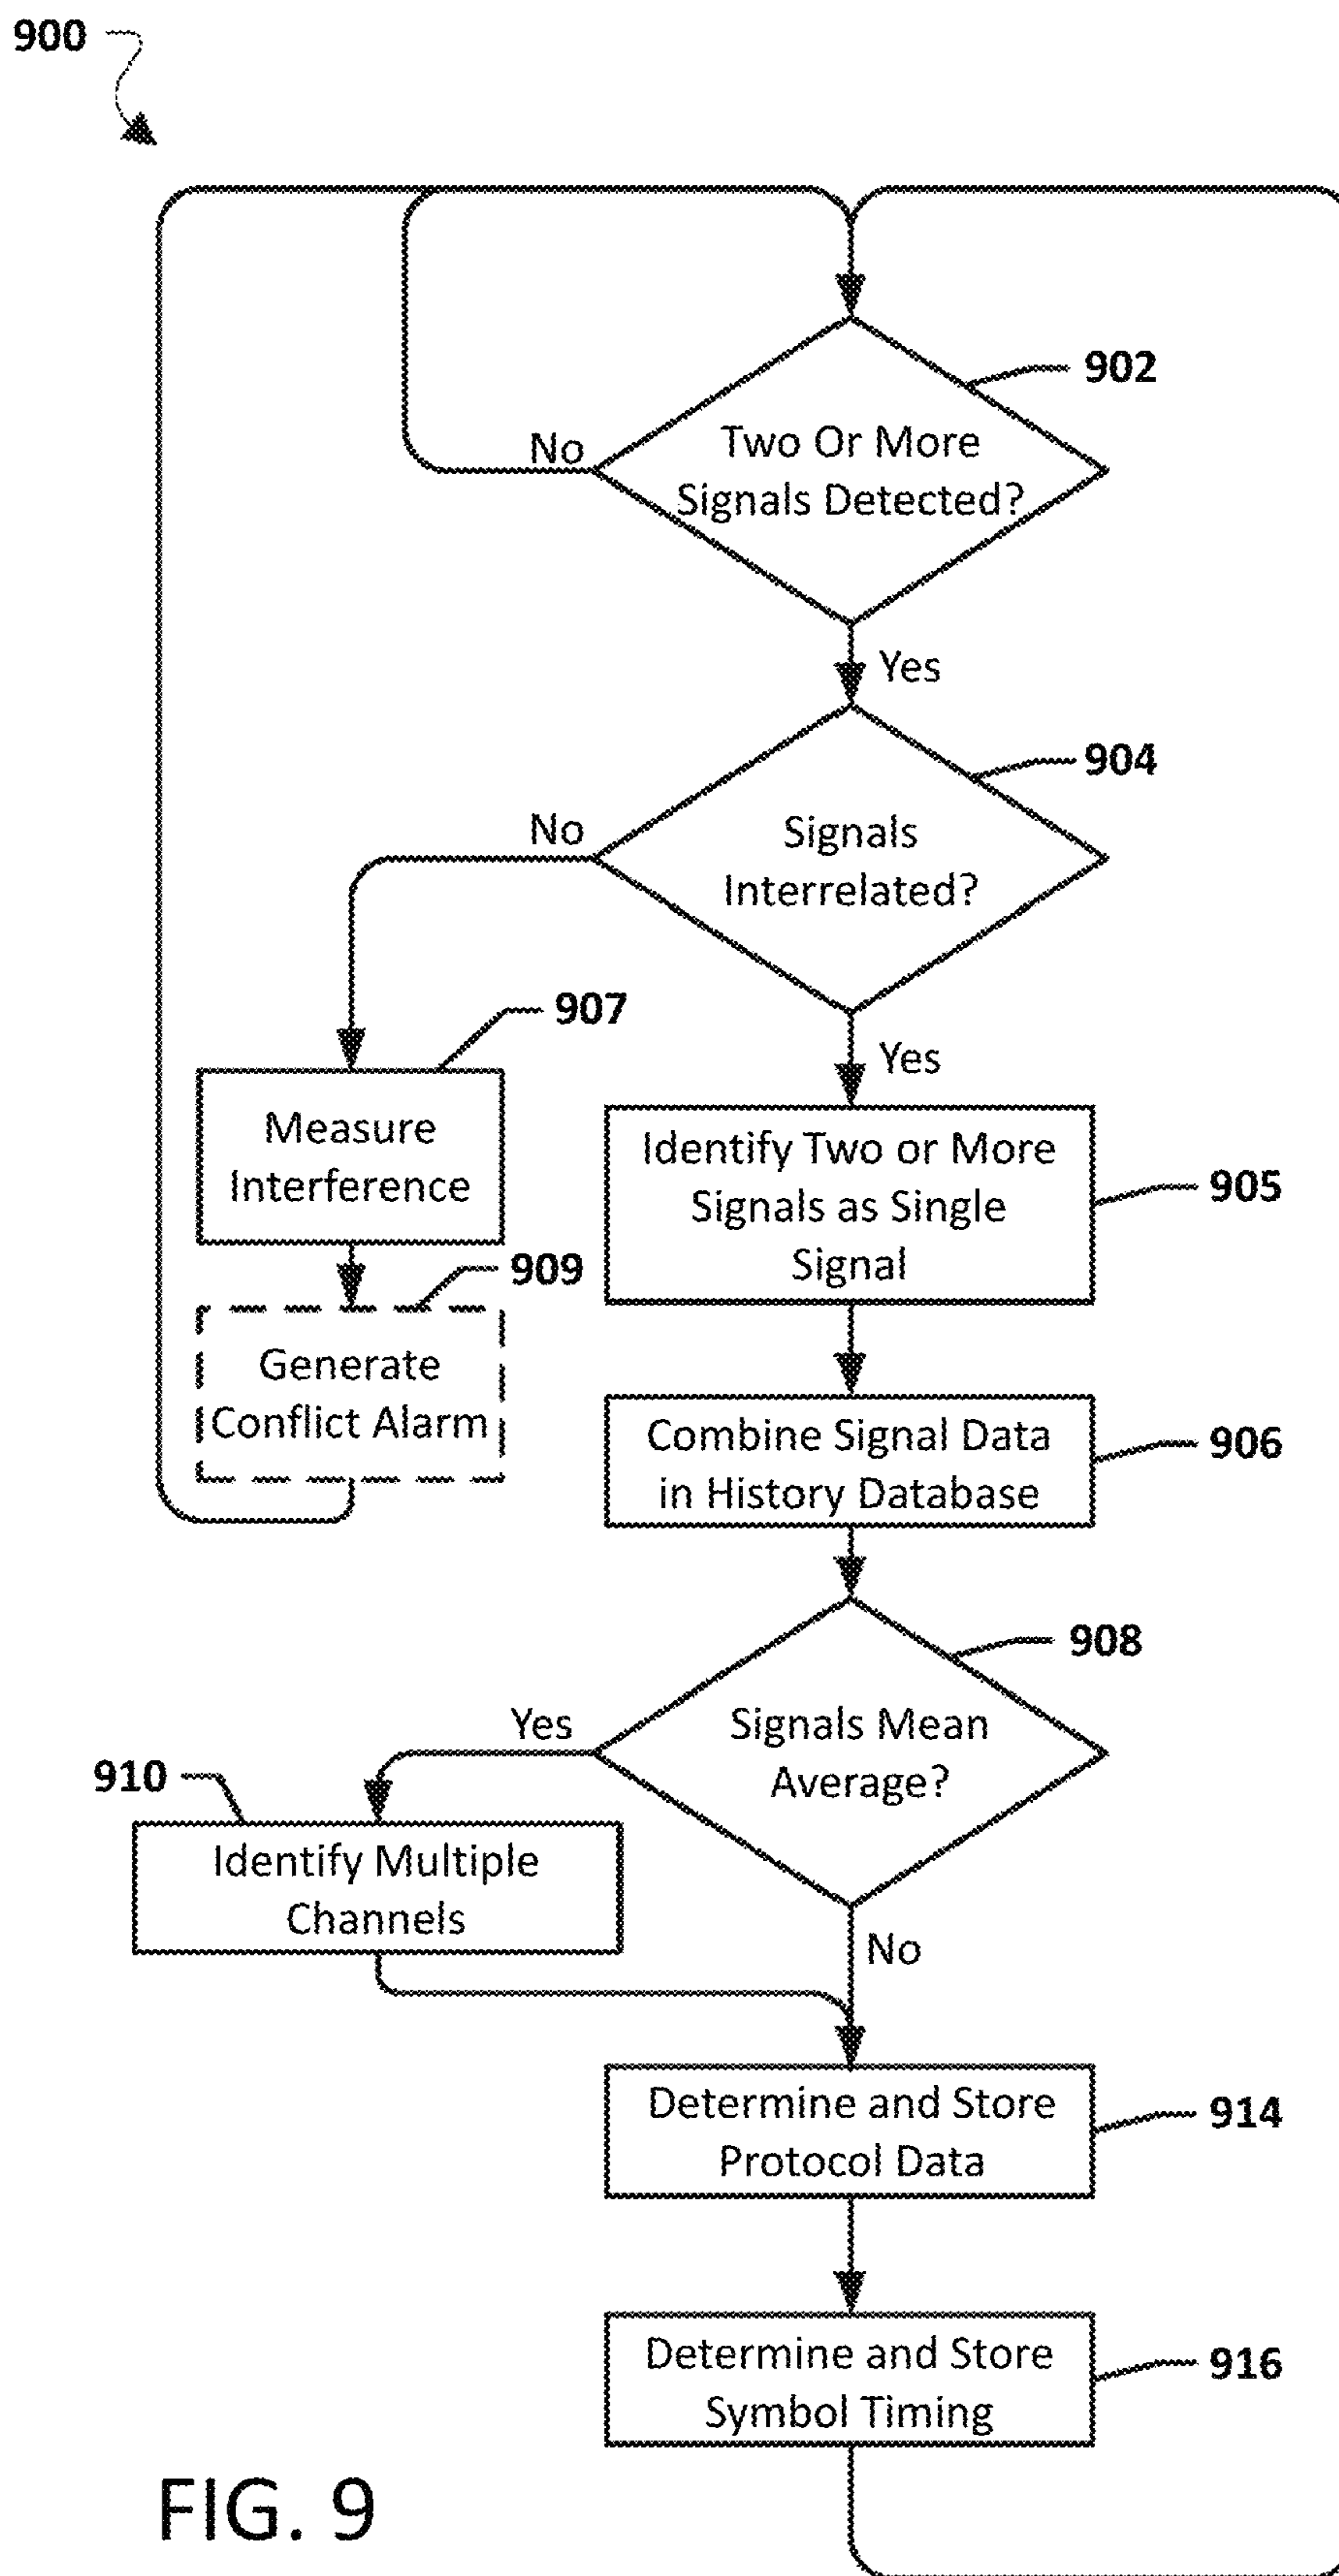 900
902
Two Or More
Signals Detected?
No
Yes
904
Signals
Interrelated?
No
Yes
907
Measure
Interference
905
Identify Two or More
Signals as Single
Signal
909
Generate
Conflict Alarm
906
Combine Signal Data
in History Database
908
Signals Mean
Average?
Yes
910
Identify Multiple
Channels
No
914
Determine and Store
Protocol Data
916
Determine and Store
Symbol Timing
FIG. 9